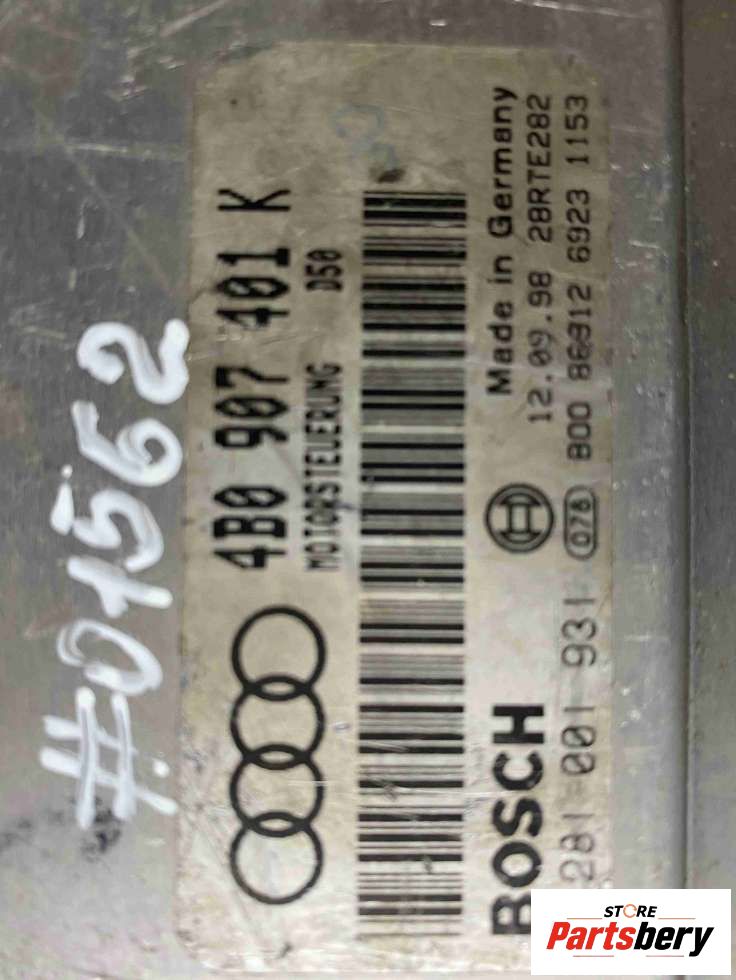 #01562
4B0 907 401 K
MOTORSTEUERUNG D50
BOSCH
Made in Germany
12.09.98 28RTE282
281 001 931
078
800 86812 6923 1153
STORE
Partsbery